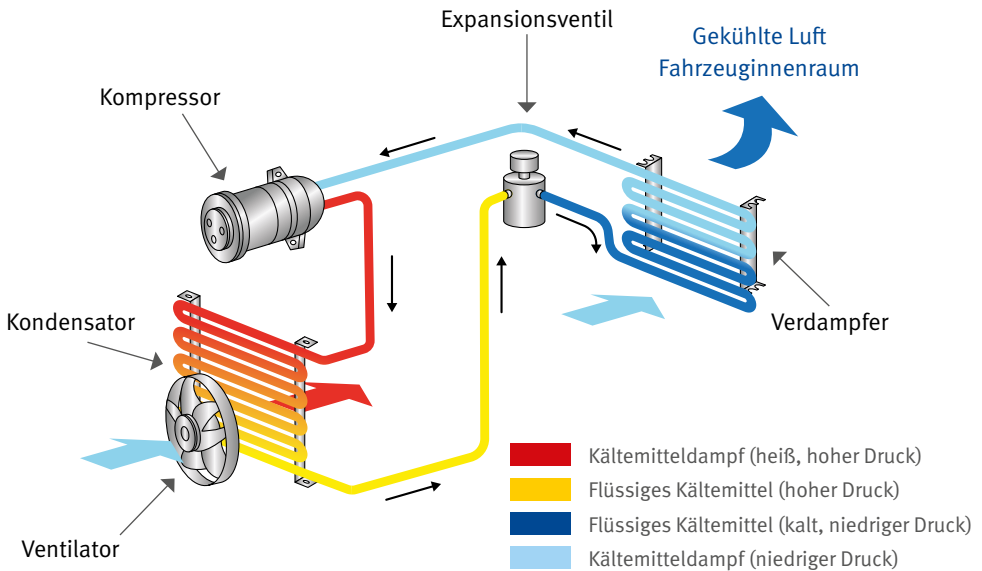 Expansionsventil
Gekühlte Luft
Fahrzeuginnenraum
Kompressor
Kondensator
Verdampfer
Ventilator
Kältemitteldampf (heiß, hoher Druck)
Flüssiges Kältemittel (hoher Druck)
Flüssiges Kältemittel (kalt, niedriger Druck)
Kältemitteldampf (niedriger Druck)